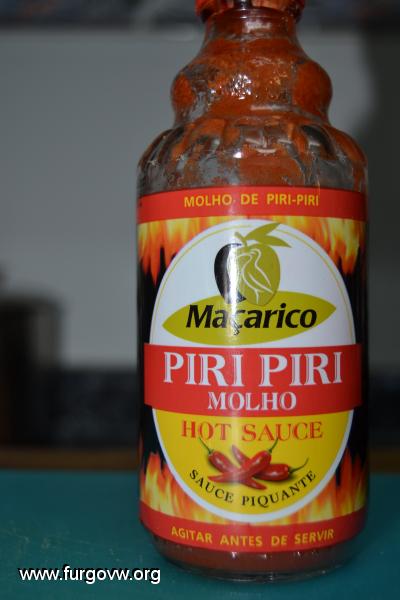 MOLHO DE PIRI-PIRI
Maçarico
PIRI PIRI
MOLHO
HOT SAUCE
SAUCE PIQUANTE
AGITAR ANTES DE SERVIR
www.furgovw.org